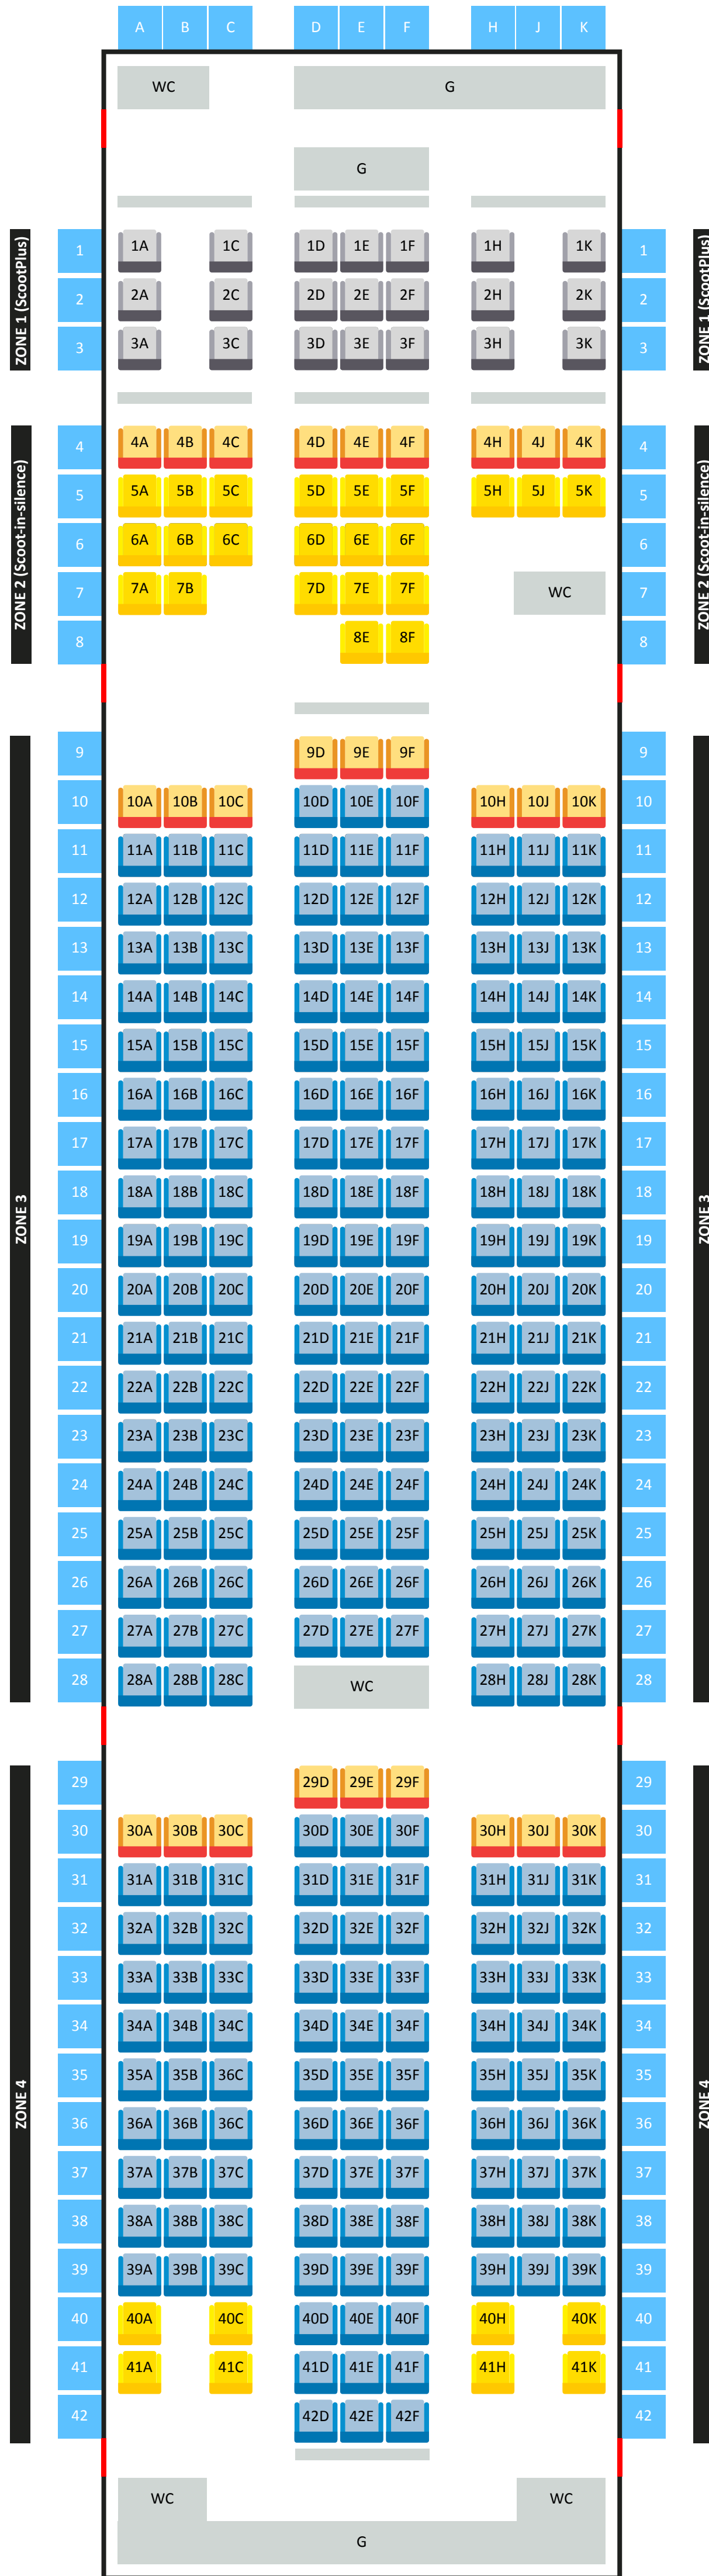 A B C D E F H J K
WC G
G
ZONE 1 (ScootPlus)
ZONE 1 (ScootPlus)
1 1A 1C 1D 1E 1F 1H 1K 1
2 2A 2C 2D 2E 2F 2H 2K 2
3 3A 3C 3D 3E 3F 3H 3K 3
ZONE 2 (Scoot-in-silence)
ZONE 2 (Scoot-in-silence)
4 4A 4B 4C 4D 4E 4F 4H 4J 4K 4
5 5A 5B 5C 5D 5E 5F 5H 5J 5K 5
6 6A 6B 6C 6D 6E 6F 6
7 7A 7B 7D 7E 7F WC 7
8 8E 8F 8
ZONE 3
ZONE 3
9 9D 9E 9F 9
10 10A 10B 10C 10D 10E 10F 10H 10J 10K 10
11 11A 11B 11C 11D 11E 11F 11H 11J 11K 11
12 12A 12B 12C 12D 12E 12F 12H 12J 12K 12
13 13A 13B 13C 13D 13E 13F 13H 13J 13K 13
14 14A 14B 14C 14D 14E 14F 14H 14J 14K 14
15 15A 15B 15C 15D 15E 15F 15H 15J 15K 15
16 16A 16B 16C 16D 16E 16F 16H 16J 16K 16
17 17A 17B 17C 17D 17E 17F 17H 17J 17K 17
18 18A 18B 18C 18D 18E 18F 18H 18J 18K 18
19 19A 19B 19C 19D 19E 19F 19H 19J 19K 19
20 20A 20B 20C 20D 20E 20F 20H 20J 20K 20
21 21A 21B 21C 21D 21E 21F 21H 21J 21K 21
22 22A 22B 22C 22D 22E 22F 22H 22J 22K 22
23 23A 23B 23C 23D 23E 23F 23H 23J 23K 23
24 24A 24B 24C 24D 24E 24F 24H 24J 24K 24
25 25A 25B 25C 25D 25E 25F 25H 25J 25K 25
26 26A 26B 26C 26D 26E 26F 26H 26J 26K 26
27 27A 27B 27C 27D 27E 27F 27H 27J 27K 27
28 28A 28B 28C WC 28H 28J 28K 28
ZONE 4
ZONE 4
29 29D 29E 29F 29
30 30A 30B 30C 30D 30E 30F 30H 30J 30K 30
31 31A 31B 31C 31D 31E 31F 31H 31J 31K 31
32 32A 32B 32C 32D 32E 32F 32H 32J 32K 32
33 33A 33B 33C 33D 33E 33F 33H 33J 33K 33
34 34A 34B 34C 34D 34E 34F 34H 34J 34K 34
35 35A 35B 36C 35D 35E 35F 35H 35J 35K 35
36 36A 36B 36C 36D 36E 36F 36H 36J 36K 36
37 37A 37B 37C 37D 37E 37F 37H 37J 37K 37
38 38A 38B 38C 38D 38E 38F 38H 38J 38K 38
39 39A 39B 39C 39D 39E 39F 39H 39J 39K 39
40 40A 40C 40D 40E 40F 40H 40K 40
41 41A 41C 41D 41E 41F 41H 41K 41
42 42D 42E 42F 42
WC WC
G